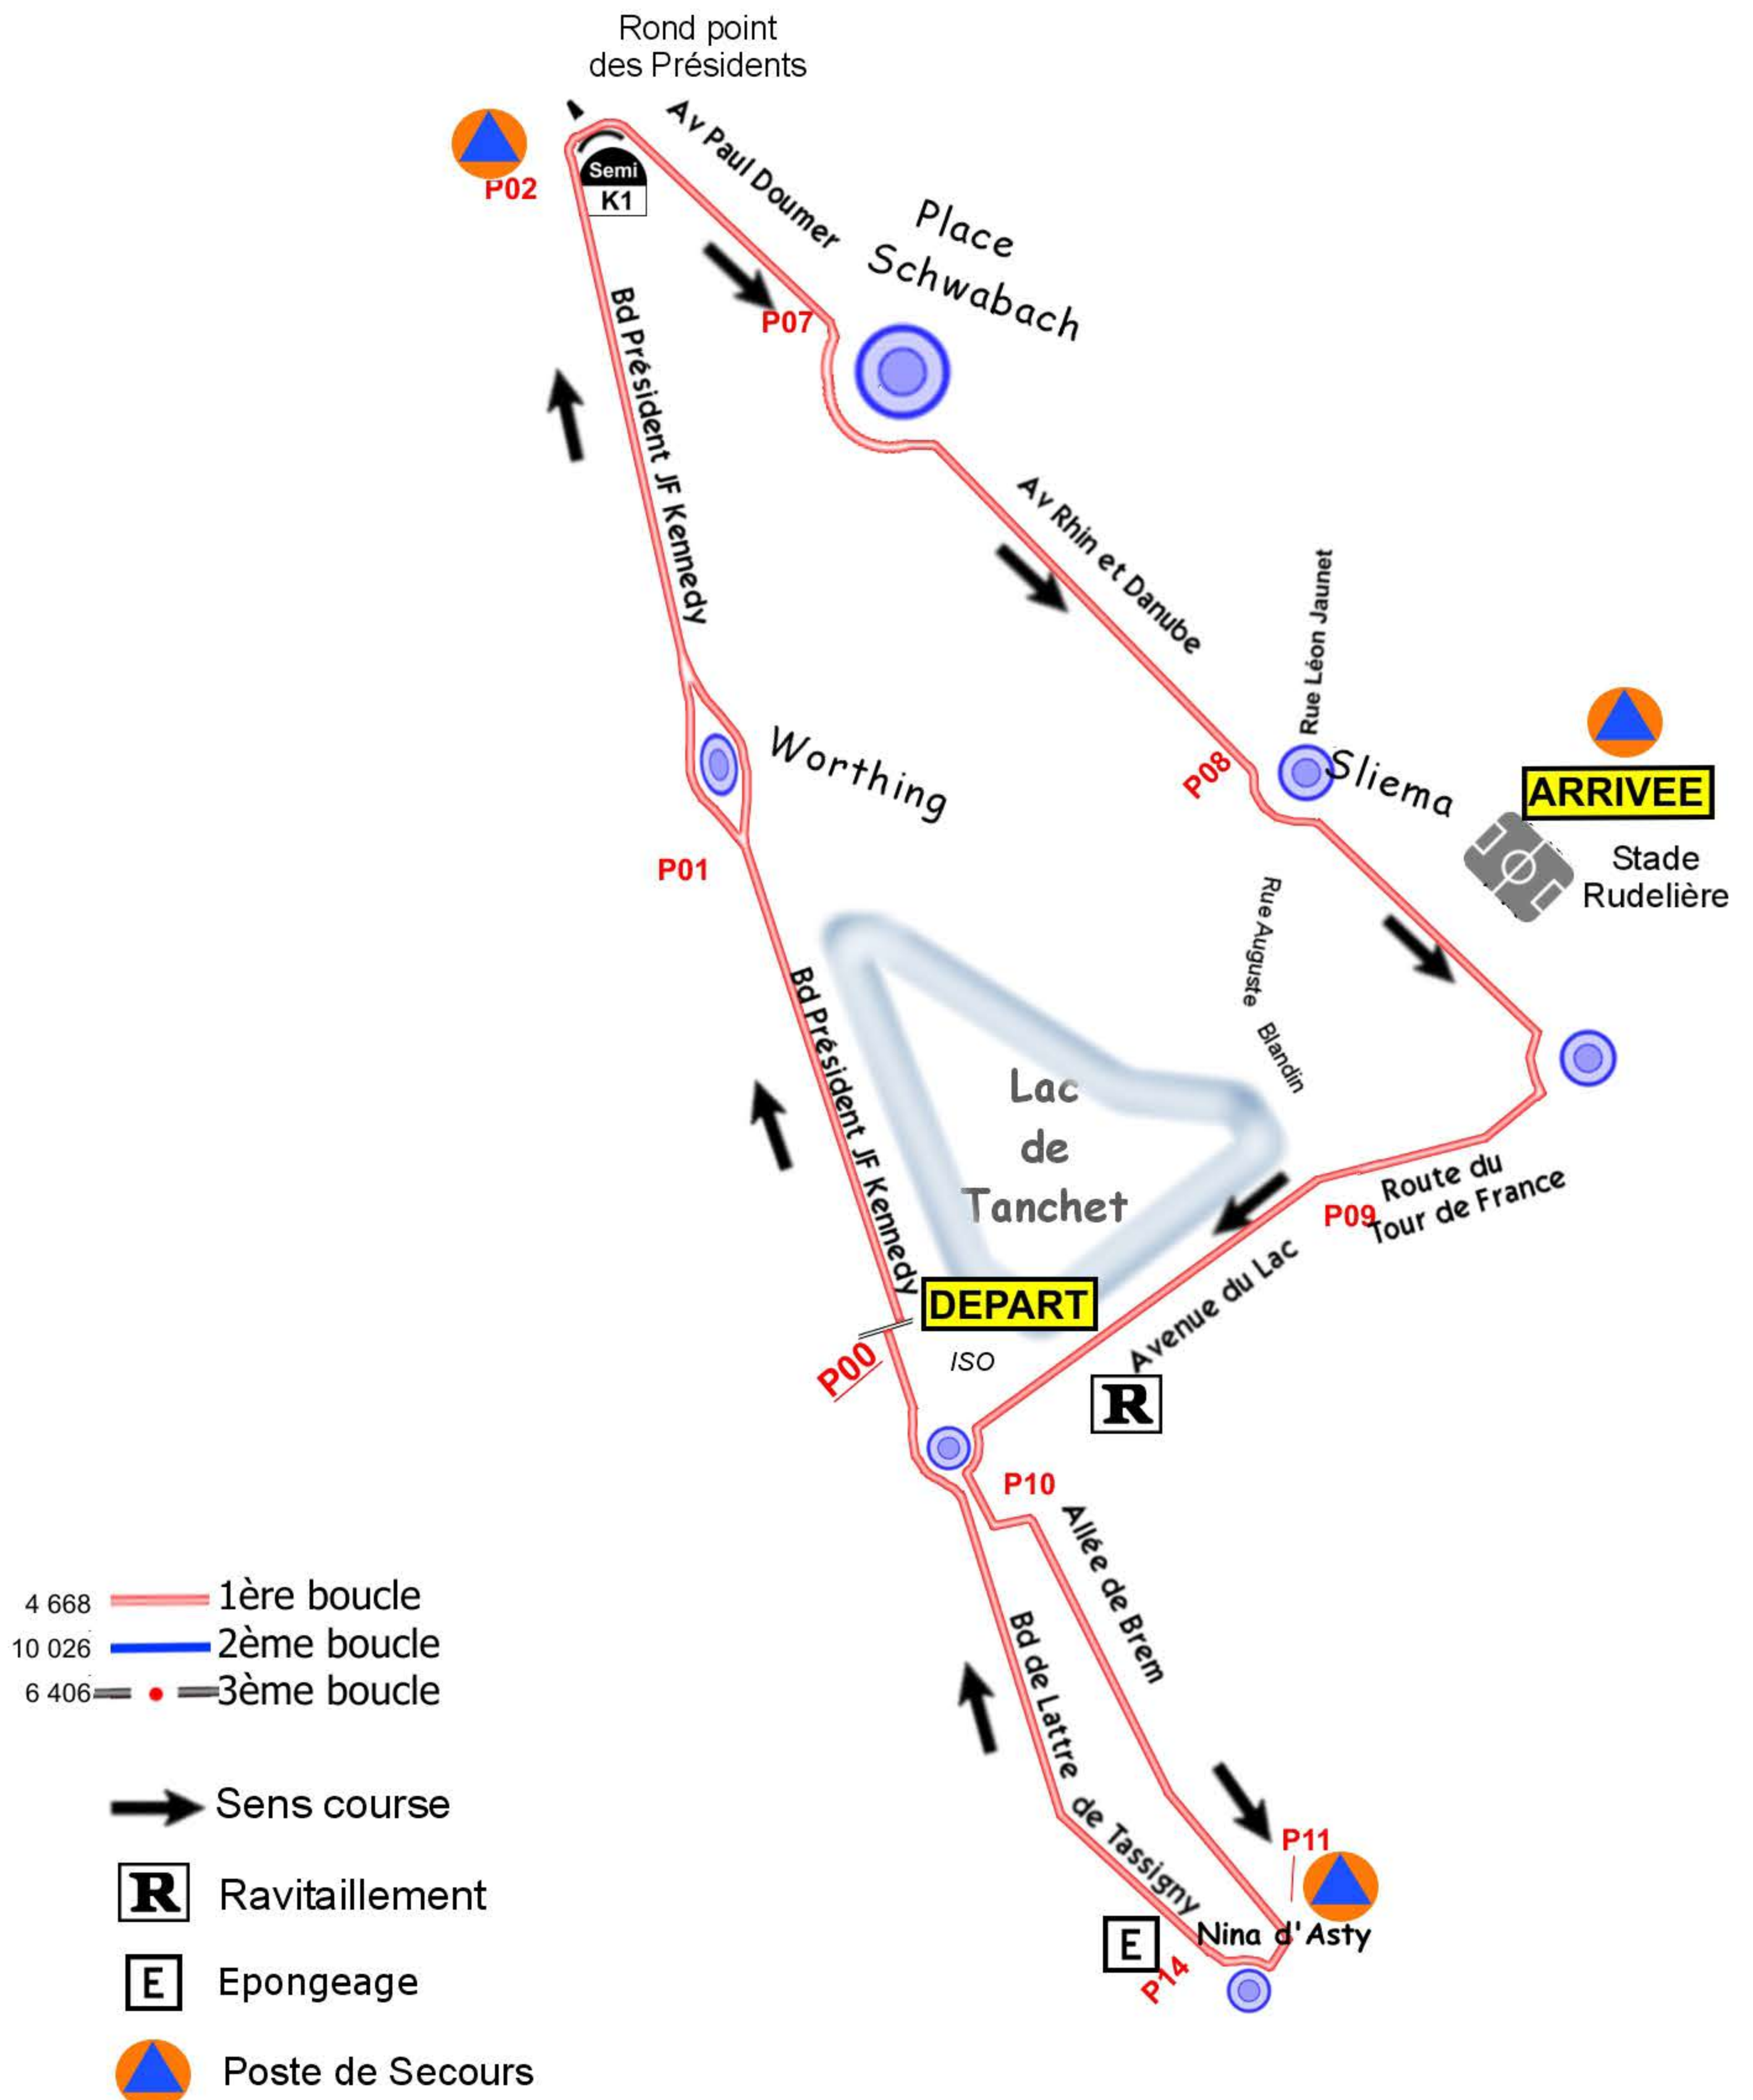 Rond point
des Présidents
Av Paul Doumer
P02
Semi
K1
Place
Schwabach
P07
Bd Président JF Kennedy
Av Rhin et Danube
Rue Léon Jaunet
Worthing
P08
Sliema
ARRIVEE
Stade
Rudelière
P01
Rue Auguste Blandin
Bd Président JF Kennedy
Lac
de
Tanchet
Route du
Tour de France
P09
Avenue du Lac
DEPART
ISO
P00
R
P10
Allée de Brem
Bd de Lattre de Tassigny
4 668 1ère boucle
10 026 2ème boucle
6 406 3ème boucle
Sens course
P11
R Ravitaillement
Nina d'Asty
E
P14
E Epongeage
Poste de Secours